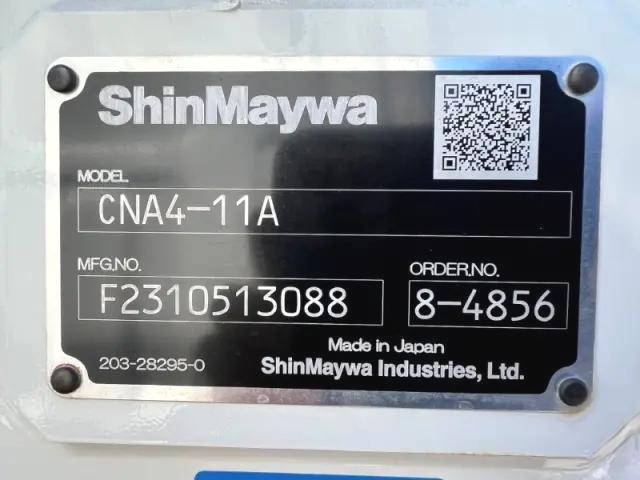 ShinMaywa
MODEL
CNA4-11A
MFG.NO. ORDER.NO.
F2310513088 8-4856
Made in Japan
203-28295-0 ShinMaywa Industries, Ltd.